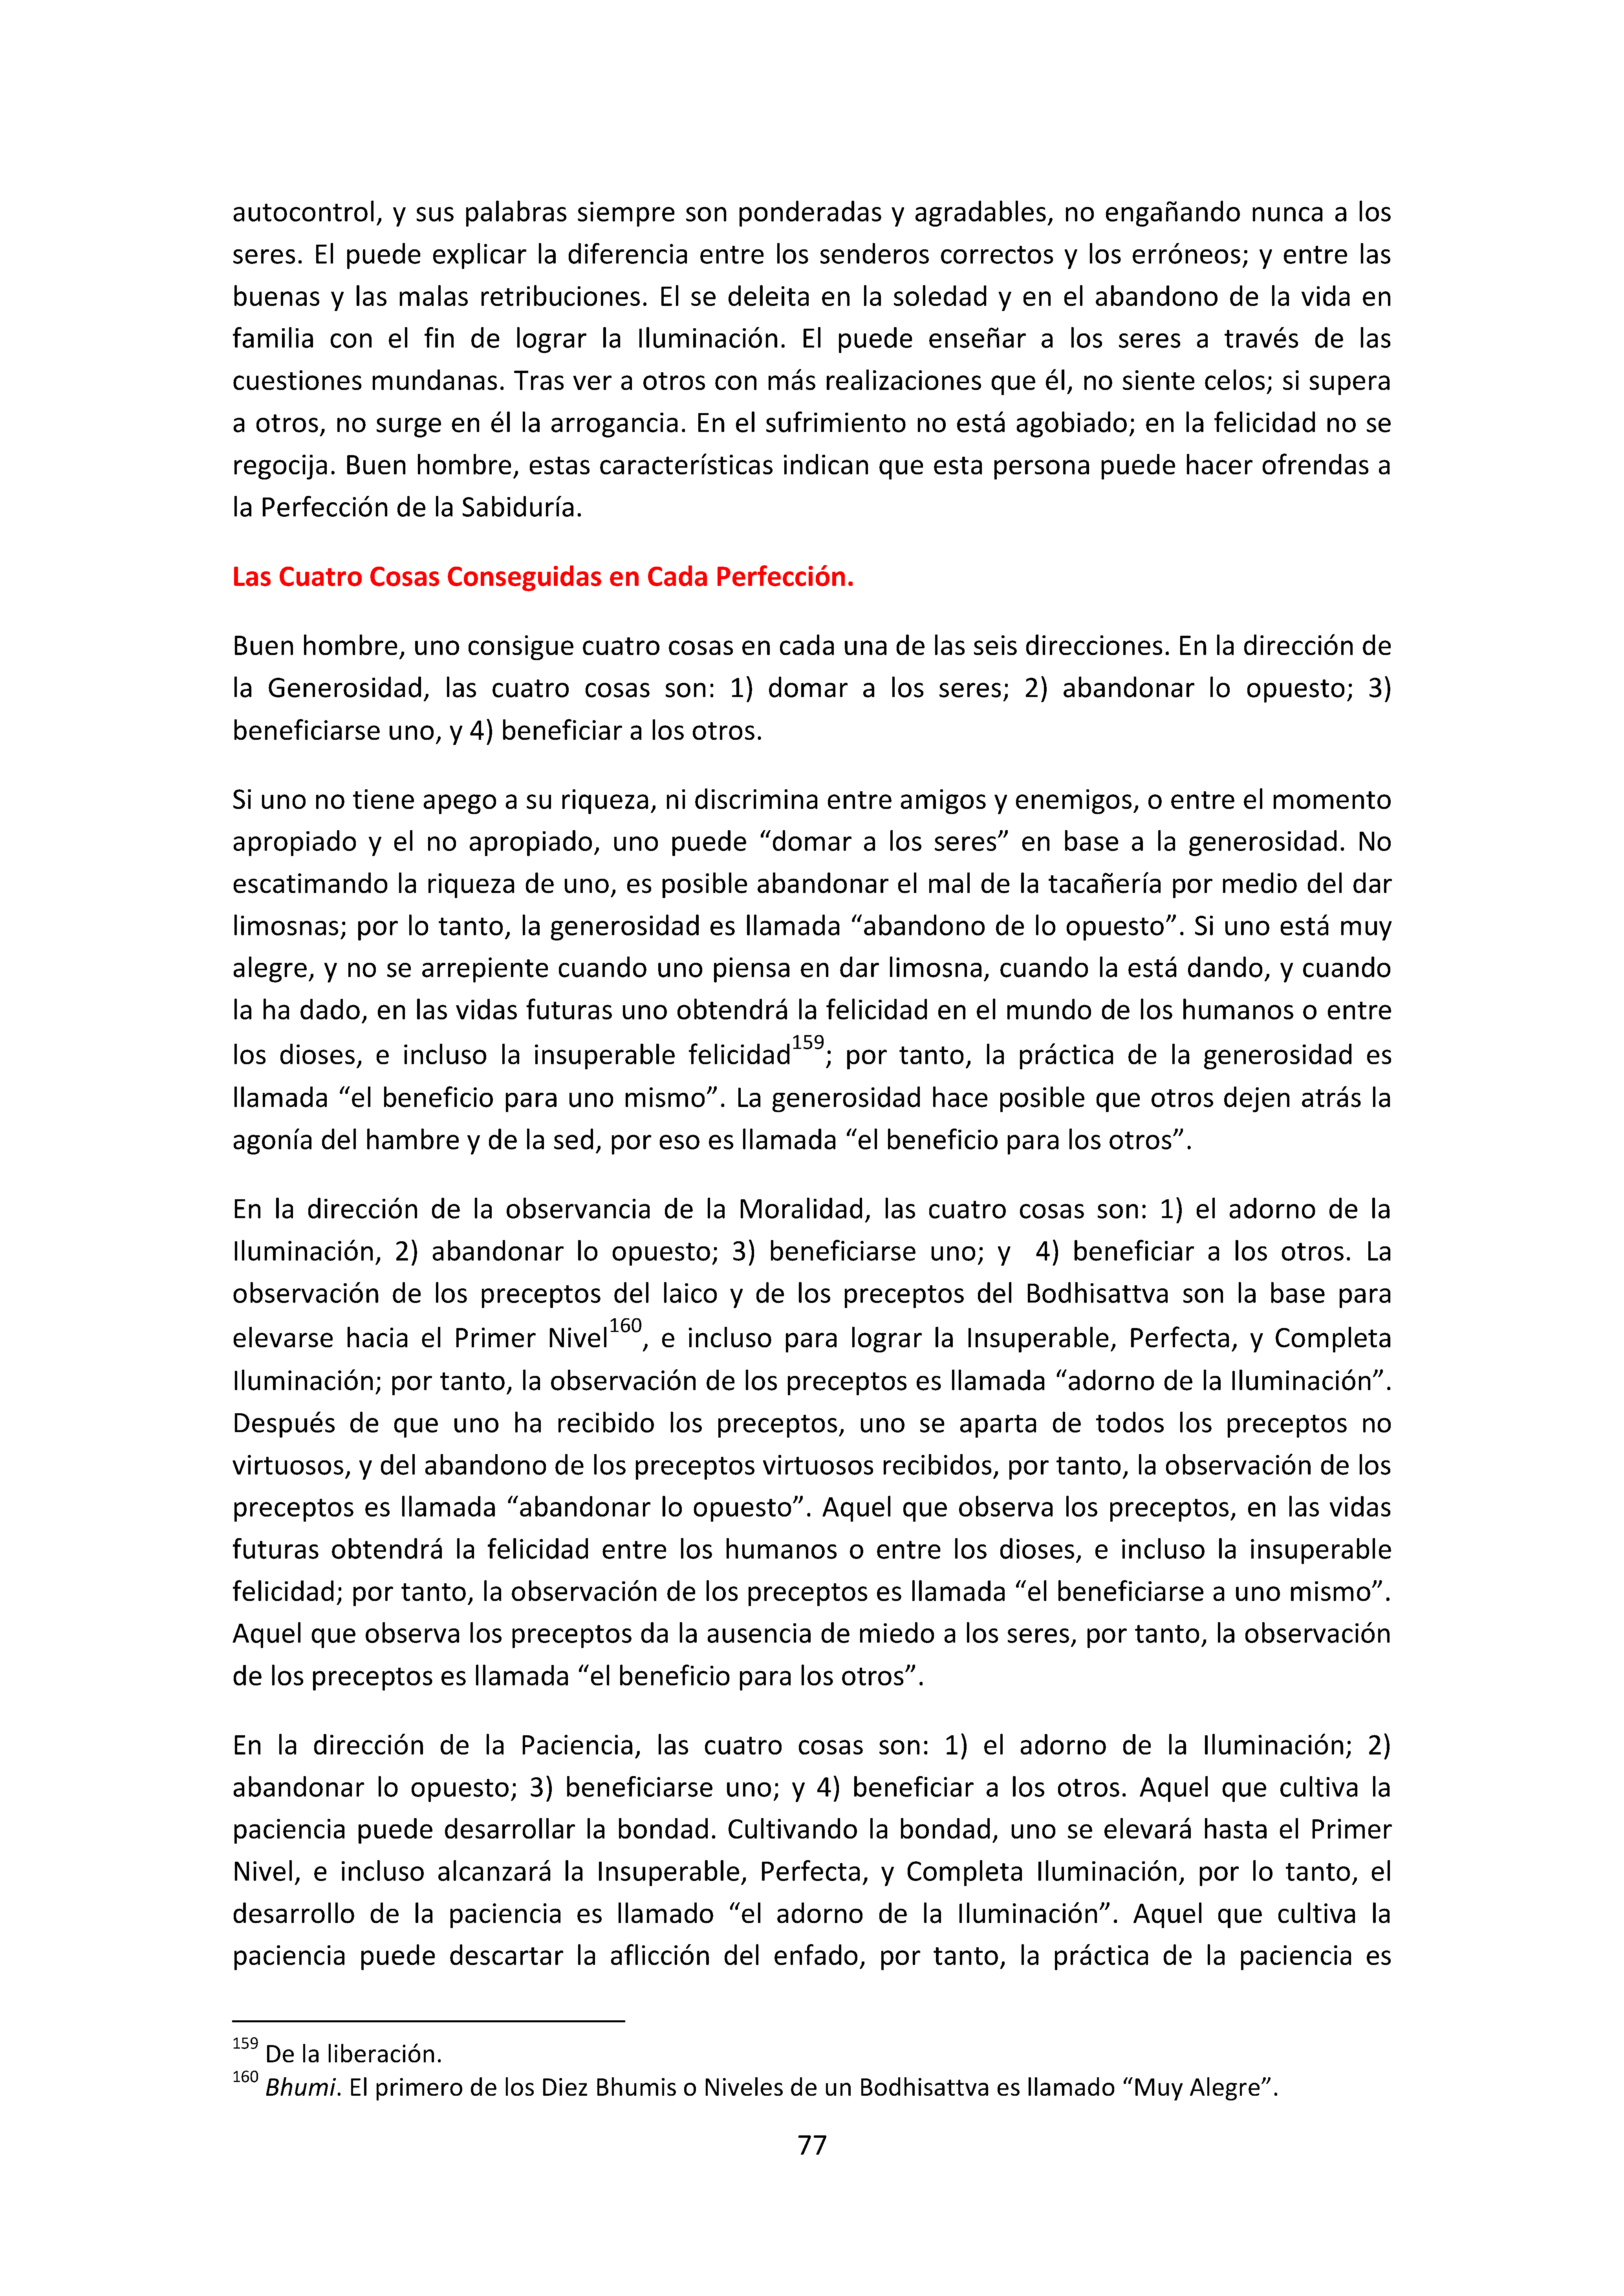 autocontrol, y sus palabras siempre son ponderadas y agradables, no engañando nunca a los
seres. El puede explicar la diferencia entre los senderos correctos y los erróneos; y entre las
buenas y las malas retribuciones. El se deleita en la soledad y en el abandono de la vida en
familia con el fin de lograr la Iluminación. El puede enseñar a los seres a través de las
cuestiones mundanas. Tras ver a otros con más realizaciones que él, no siente celos; si supera
a otros, no surge en él la arrogancia. En el sufrimiento no está agobiado; en la felicidad no se
regocija. Buen hombre, estas características indican que esta persona puede hacer ofrendas a
la Perfección de la Sabiduría.
Las Cuatro Cosas Conseguidas en Cada Perfección.
Buen hombre, uno consigue cuatro cosas en cada una de las seis direcciones. En la dirección de
la Generosidad, las cuatro cosas son: 1) domar a los seres; 2) abandonar lo opuesto; 3)
beneficiarse uno, y 4) beneficiar a los otros.
Si uno no tiene apego a su riqueza, ni discrimina entre amigos y enemigos, o entre el momento
apropiado y el no apropiado, uno puede “domar a los seres” en base a la generosidad. No
escatimando la riqueza de uno, es posible abandonar el mal de la tacañería por medio del dar
limosnas; por lo tanto, la generosidad es llamada “abandono de lo opuesto”. Si uno está muy
alegre, y no se arrepiente cuando uno piensa en dar limosna, cuando la está dando, y cuando
la ha dado, en las vidas futuras uno obtendrá la felicidad en el mundo de los humanos o entre
los dioses, e incluso la insuperable felicidad159; por tanto, la práctica de la generosidad es
llamada “el beneficio para uno mismo”. La generosidad hace posible que otros dejen atrás la
agonía del hambre y de la sed, por eso es llamada “el beneficio para los otros”.
En la dirección de la observancia de la Moralidad, las cuatro cosas son: 1) el adorno de la
Iluminación, 2) abandonar lo opuesto; 3) beneficiarse uno; y 4) beneficiar a los otros. La
observación de los preceptos del laico y de los preceptos del Bodhisattva son la base para
elevarse hacia el Primer Nivel160, e incluso para lograr la Insuperable, Perfecta, y Completa
Iluminación; por tanto, la observación de los preceptos es llamada “adorno de la Iluminación”.
Después de que uno ha recibido los preceptos, uno se aparta de todos los preceptos no
virtuosos, y del abandono de los preceptos virtuosos recibidos, por tanto, la observación de los
preceptos es llamada “abandonar lo opuesto”. Aquel que observa los preceptos, en las vidas
futuras obtendrá la felicidad entre los humanos o entre los dioses, e incluso la insuperable
felicidad; por tanto, la observación de los preceptos es llamada “el beneficiarse a uno mismo”.
Aquel que observa los preceptos da la ausencia de miedo a los seres, por tanto, la observación
de los preceptos es llamada “el beneficio para los otros”.
En la dirección de la Paciencia, las cuatro cosas son: 1) el adorno de la Iluminación; 2)
abandonar lo opuesto; 3) beneficiarse uno; y 4) beneficiar a los otros. Aquel que cultiva la
paciencia puede desarrollar la bondad. Cultivando la bondad, uno se elevará hasta el Primer
Nivel, e incluso alcanzará la Insuperable, Perfecta, y Completa Iluminación, por lo tanto, el
desarrollo de la paciencia es llamado “el adorno de la Iluminación”. Aquel que cultiva la
paciencia puede descartar la aflicción del enfado, por tanto, la práctica de la paciencia es
159 De la liberación.
160 Bhumi. El primero de los Diez Bhumis o Niveles de un Bodhisattva es llamado “Muy Alegre”.
77